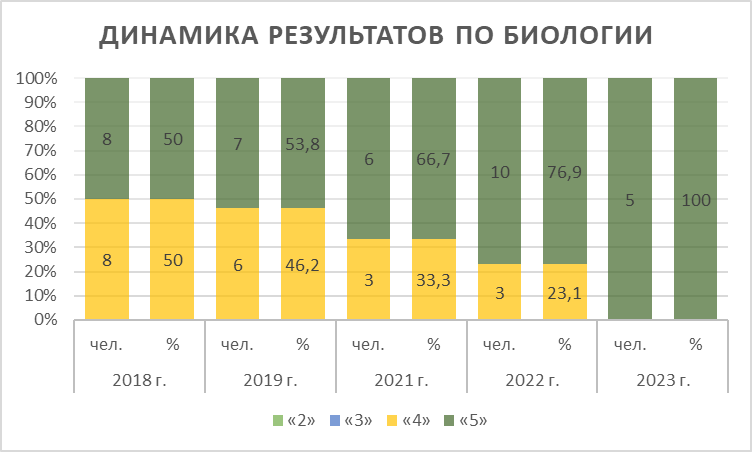 ДИНАМИКА РЕЗУЛЬТАТОВ ПО БИОЛОГИИ
100%
90%
80%
70%
60%
50%
40%
30%
20%
10%
0%
8 50 7 53,8 6 66,7 10 76,9 5 100
8 50 6 46,2 3 33,3 3 23,1
чел. % чел. % чел. % чел. % чел. %
2018 г. 2019 г. 2021 г. 2022 г. 2023 г.
«2» «3» «4» «5»